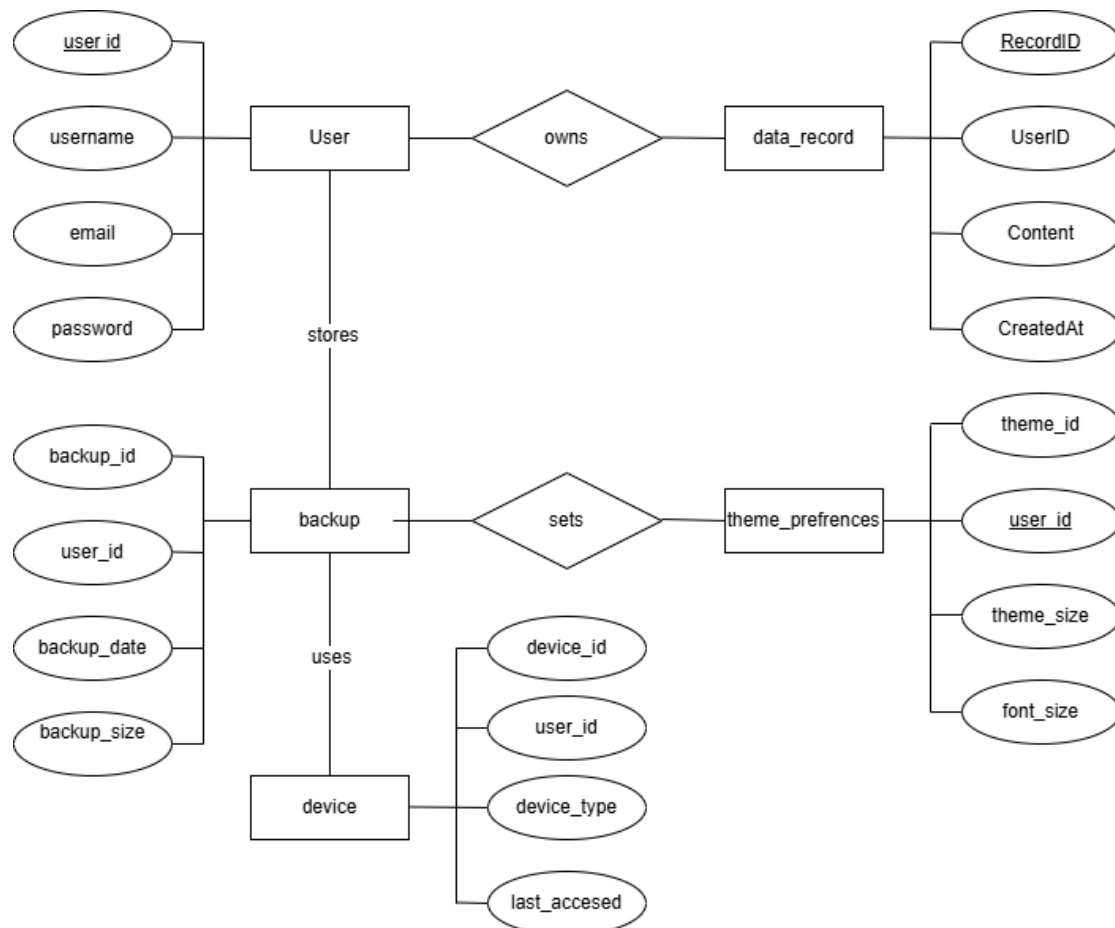 user id
RecordID
username
User
owns
data_record
UserID
email
Content
password
stores
CreatedAt
theme_id
backup_id
backup
sets
theme_prefrences
user_id
user_id
backup_date
uses
device_id
theme_size
user_id
font_size
backup_size
device
device_type
last_accesed